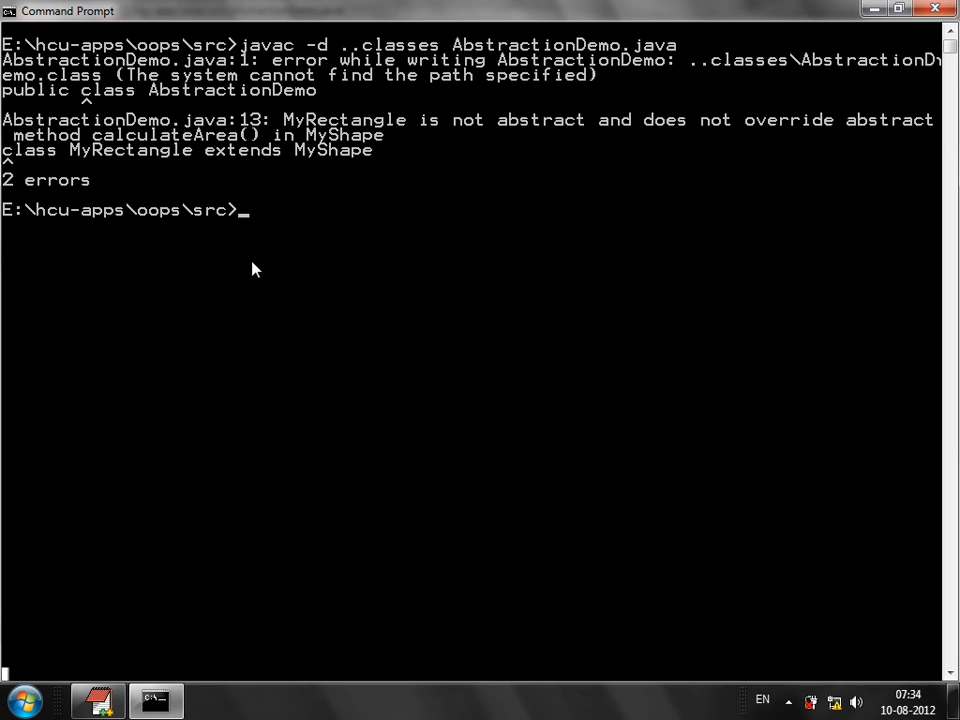 Command Prompt
E:\hcu-apps\oops\src>javac -d ..classes AbstractionDemo.java
AbstractionDemo.java:1: error while writing AbstractionDemo: ..classes\AbstractionD
emo.class (The system cannot find the path specified)
public class AbstractionDemo
^
AbstractionDemo.java:13: MyRectangle is not abstract and does not override abstract
method calculateArea() in MyShape
class MyRectangle extends MyShape
^
2 errors
E:\hcu-apps\oops\src>_
EN
07:34
10-08-2012